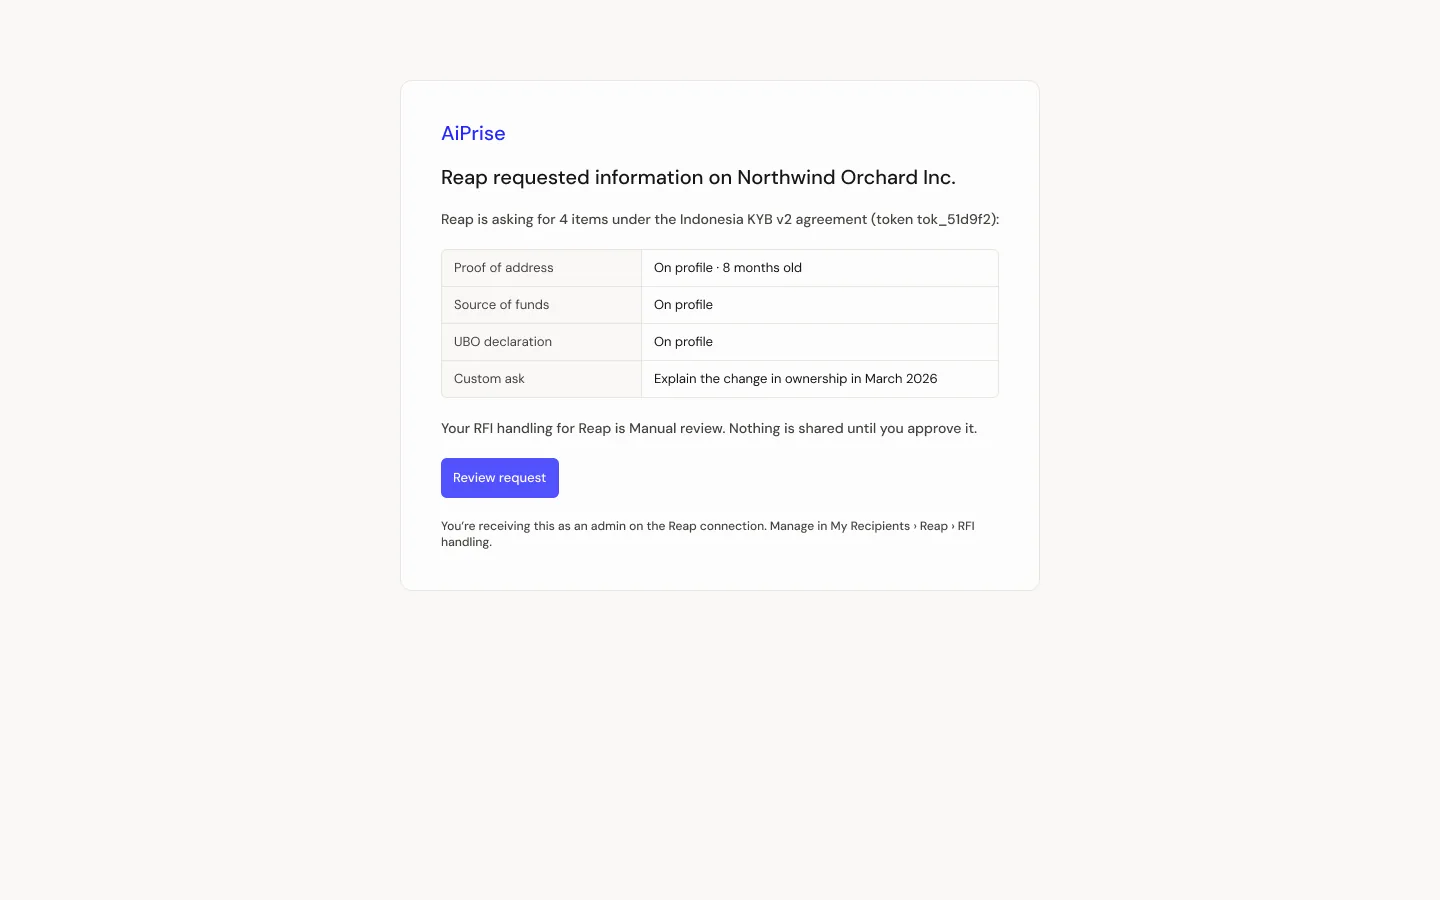 AiPrise
Reap requested information on Northwind Orchard Inc.
Reap is asking for 4 items under the Indonesia KYB v2 agreement (token tok_51d9f2):
Proof of address On profile · 8 months old
Source of funds On profile
UBO declaration On profile
Custom ask Explain the change in ownership in March 2026
Your RFI handling for Reap is Manual review. Nothing is shared until you approve it.
Review request
You’re receiving this as an admin on the Reap connection. Manage in My Recipients › Reap › RFI
handling.